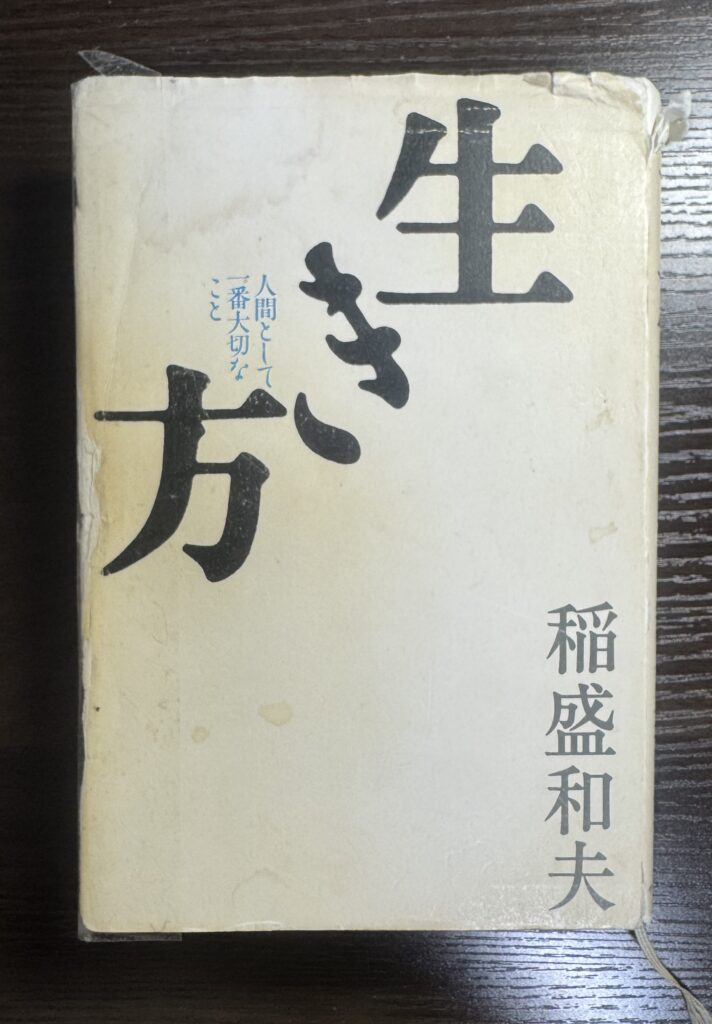 生き方
人間として
一番大切な
こと
稲盛和夫